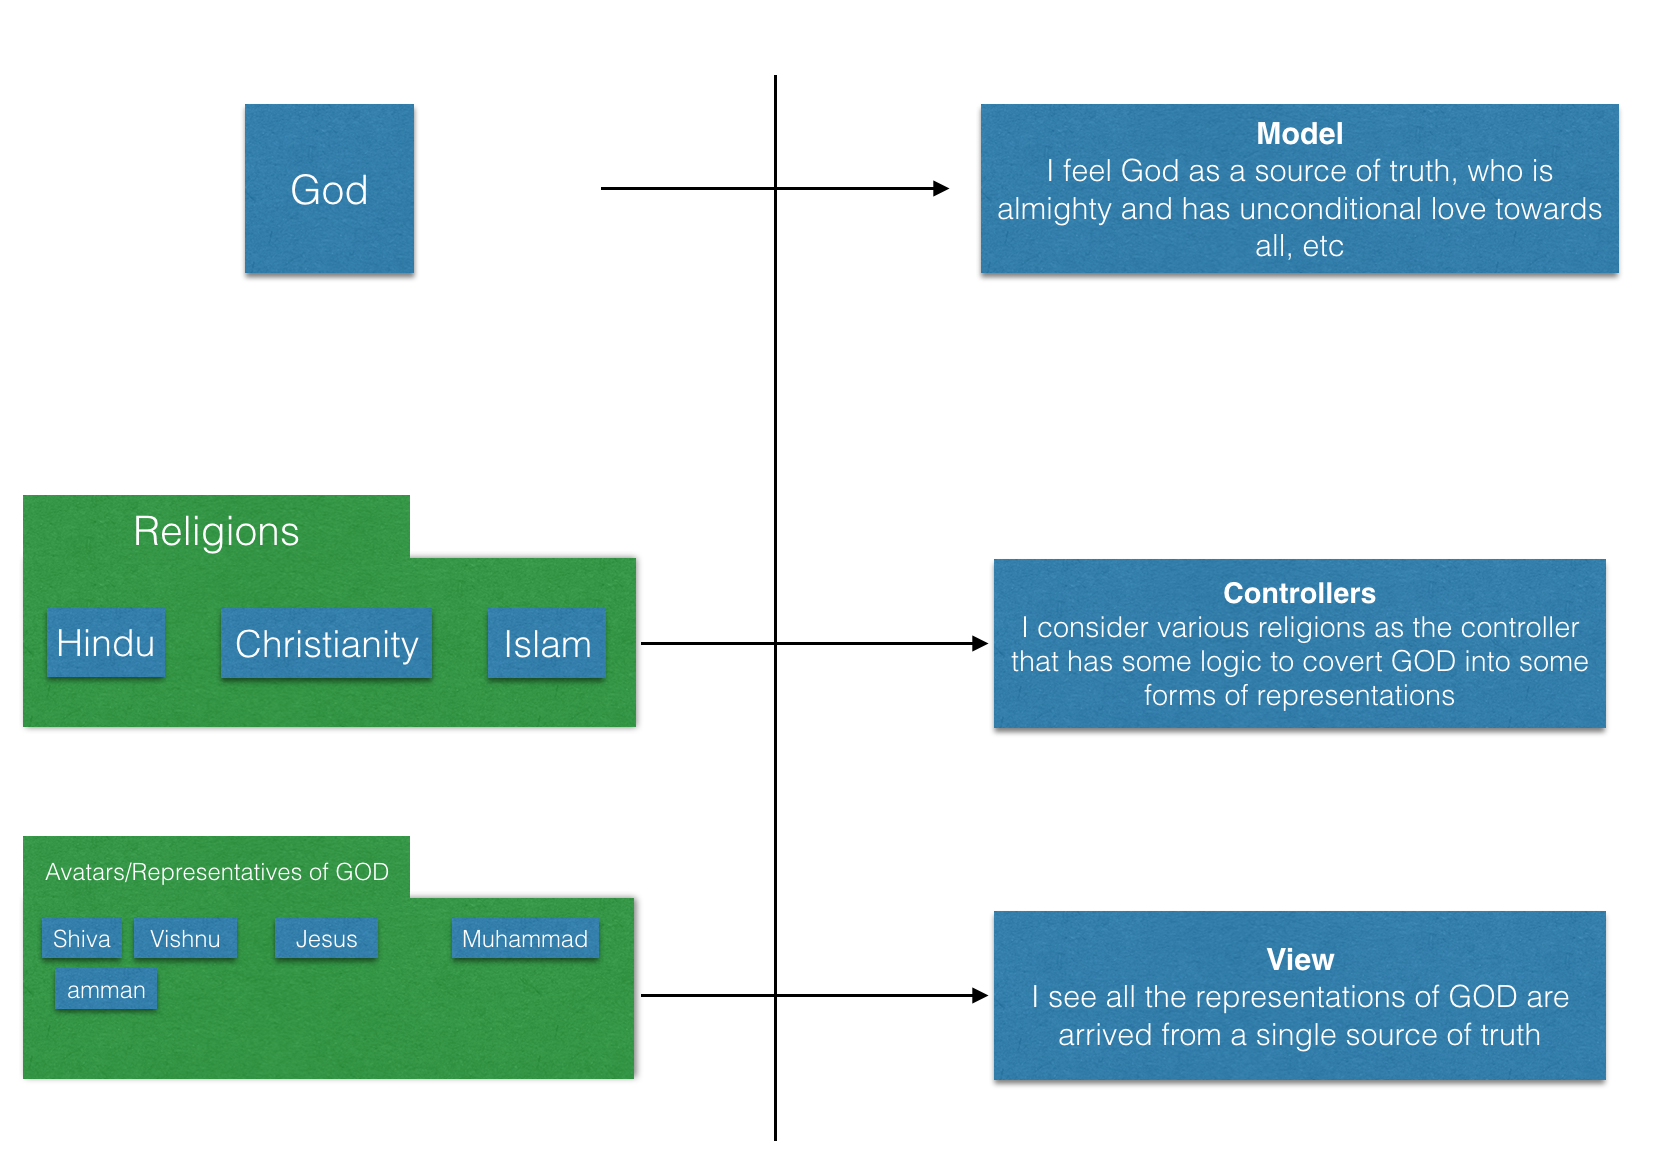 God
Model
I feel God as a source of truth, who is
almighty and has unconditional love towards
all, etc
Religions
Hindu
Christianity
Islam
Controllers
I consider various religions as the controller
that has some logic to covert GOD into some
forms of representations
Avatars/Representatives of GOD
Shiva
Vishnu
Jesus
Muhammad
amman
View
I see all the representations of GOD are
arrived from a single source of truth